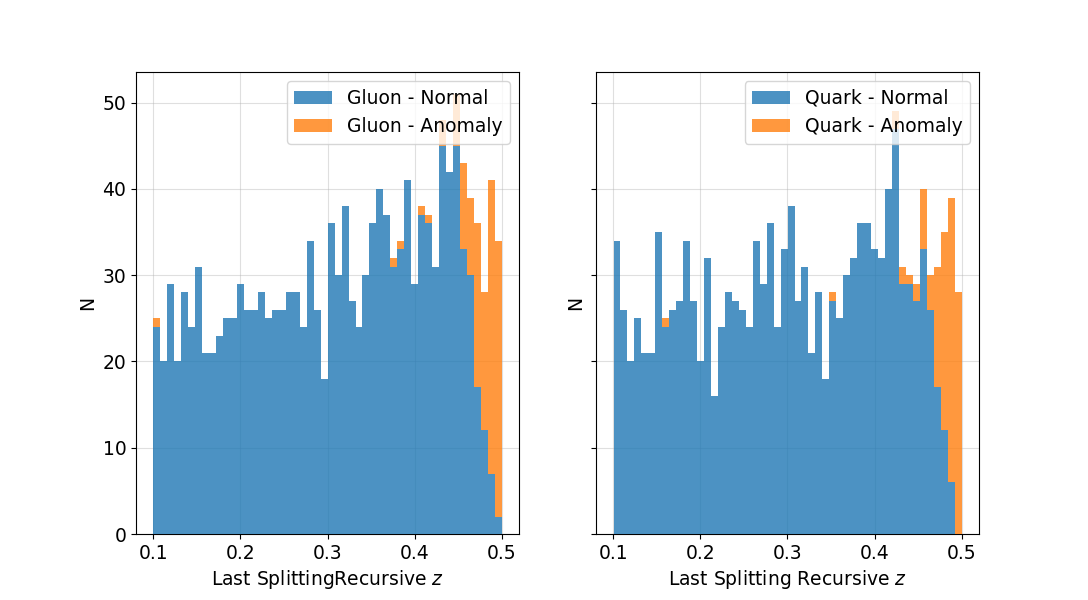 Gluon - Normal
Gluon - Anomaly
50
40
30
20
10
0
N
0.1 0.2 0.3 0.4 0.5
Last SplittingRecursive z
Quark - Normal
Quark - Anomaly
N
0.1 0.2 0.3 0.4 0.5
Last Splitting Recursive z